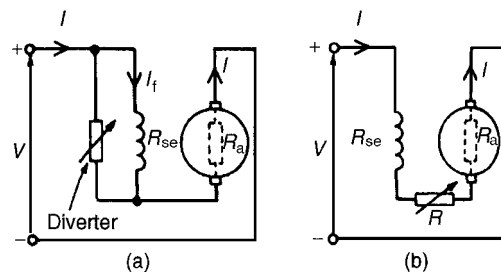 I
I
+
I_f
V
R_se
R_a
Diverter
−
(a)
I
I
+
V
R_se
R_a
R
−
(b)